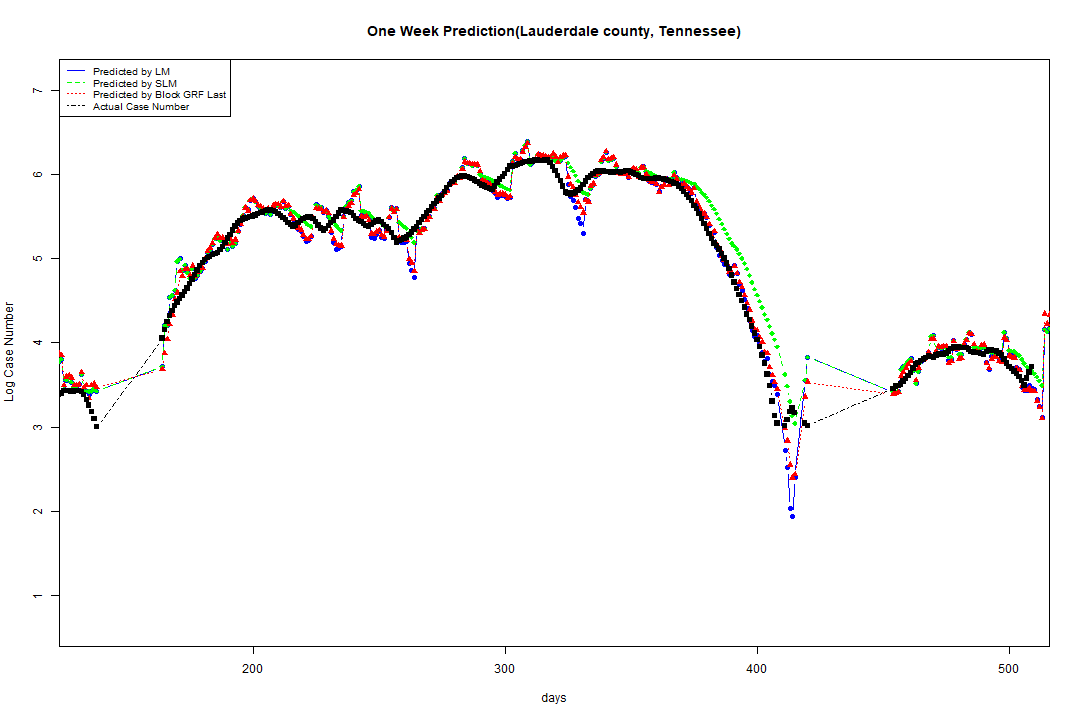 One Week Prediction(Lauderdale county, Tennessee)
Predicted by LM
Predicted by SLM
Predicted by Block GRF Last
Actual Case Number
Log Case Number
7
6
5
4
3
2
1
200
300
400
500
days